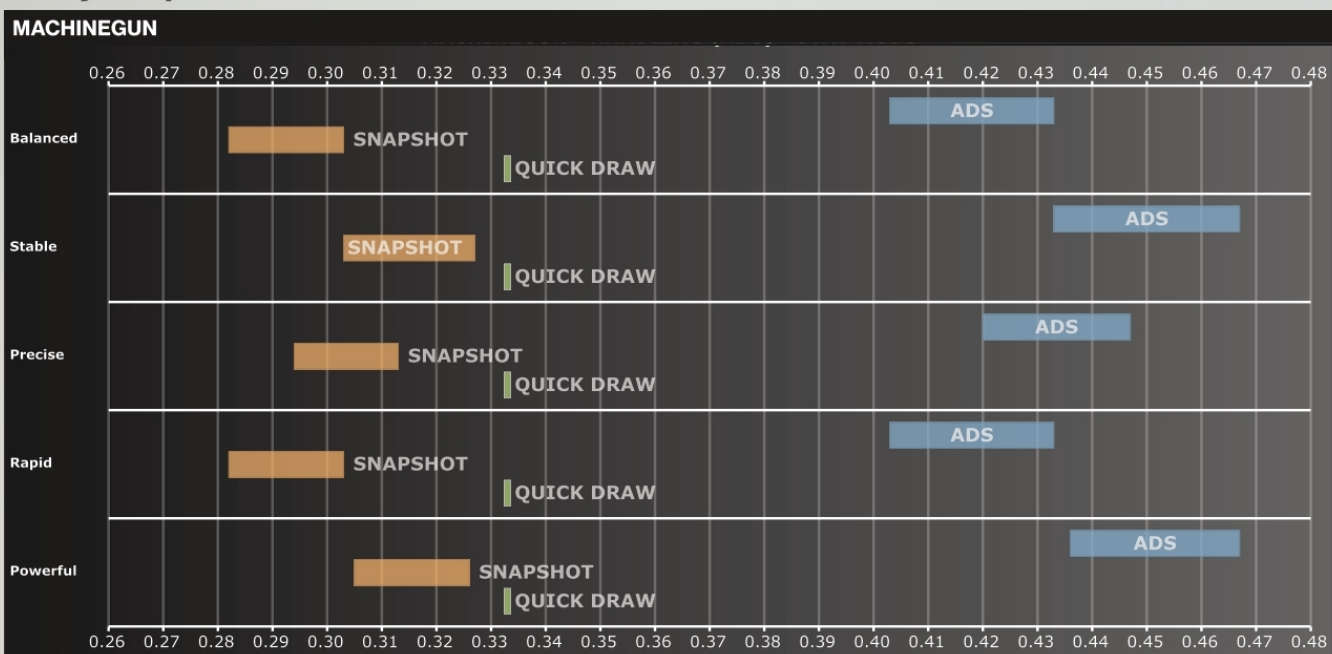 MACHINEGUN
0.26 0.27 0.28 0.29 0.30 0.31 0.32 0.33 0.34 0.35 0.36 0.37 0.38 0.39 0.40 0.41 0.42 0.43 0.44 0.45 0.46 0.47 0.48
ADS
Balanced SNAPSHOT
QUICK DRAW
ADS
Stable SNAPSHOT
QUICK DRAW
ADS
Precise SNAPSHOT
QUICK DRAW
ADS
Rapid SNAPSHOT
QUICK DRAW
ADS
Powerful SNAPSHOT
QUICK DRAW
0.26 0.27 0.28 0.29 0.30 0.31 0.32 0.33 0.34 0.35 0.36 0.37 0.38 0.39 0.40 0.41 0.42 0.43 0.44 0.45 0.46 0.47 0.48